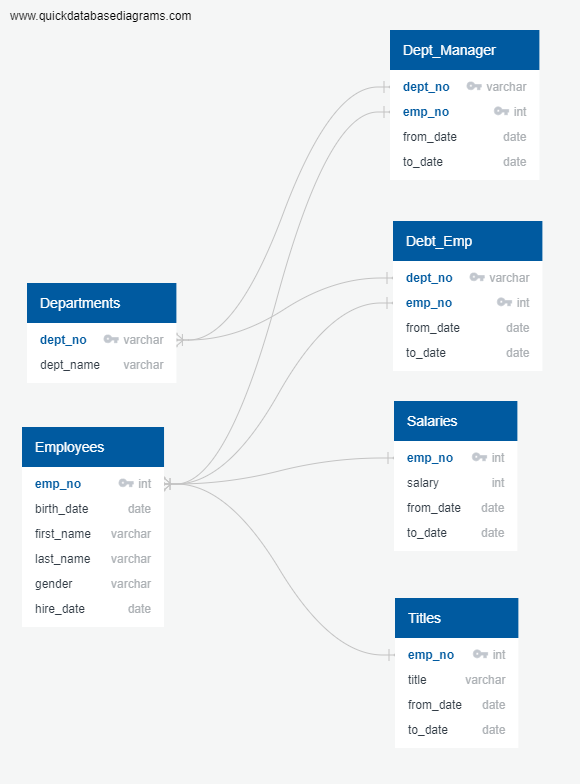 www.quickdatabasediagrams.com
Dept_Manager
dept_no varchar
emp_no int
from_date date
to_date date
Debt_Emp
dept_no varchar
emp_no int
from_date date
to_date date
Departments
dept_no varchar
dept_name varchar
Salaries
emp_no int
salary int
from_date date
to_date date
Employees
emp_no int
birth_date date
first_name varchar
last_name varchar
gender varchar
hire_date date
Titles
emp_no int
title varchar
from_date date
to_date date